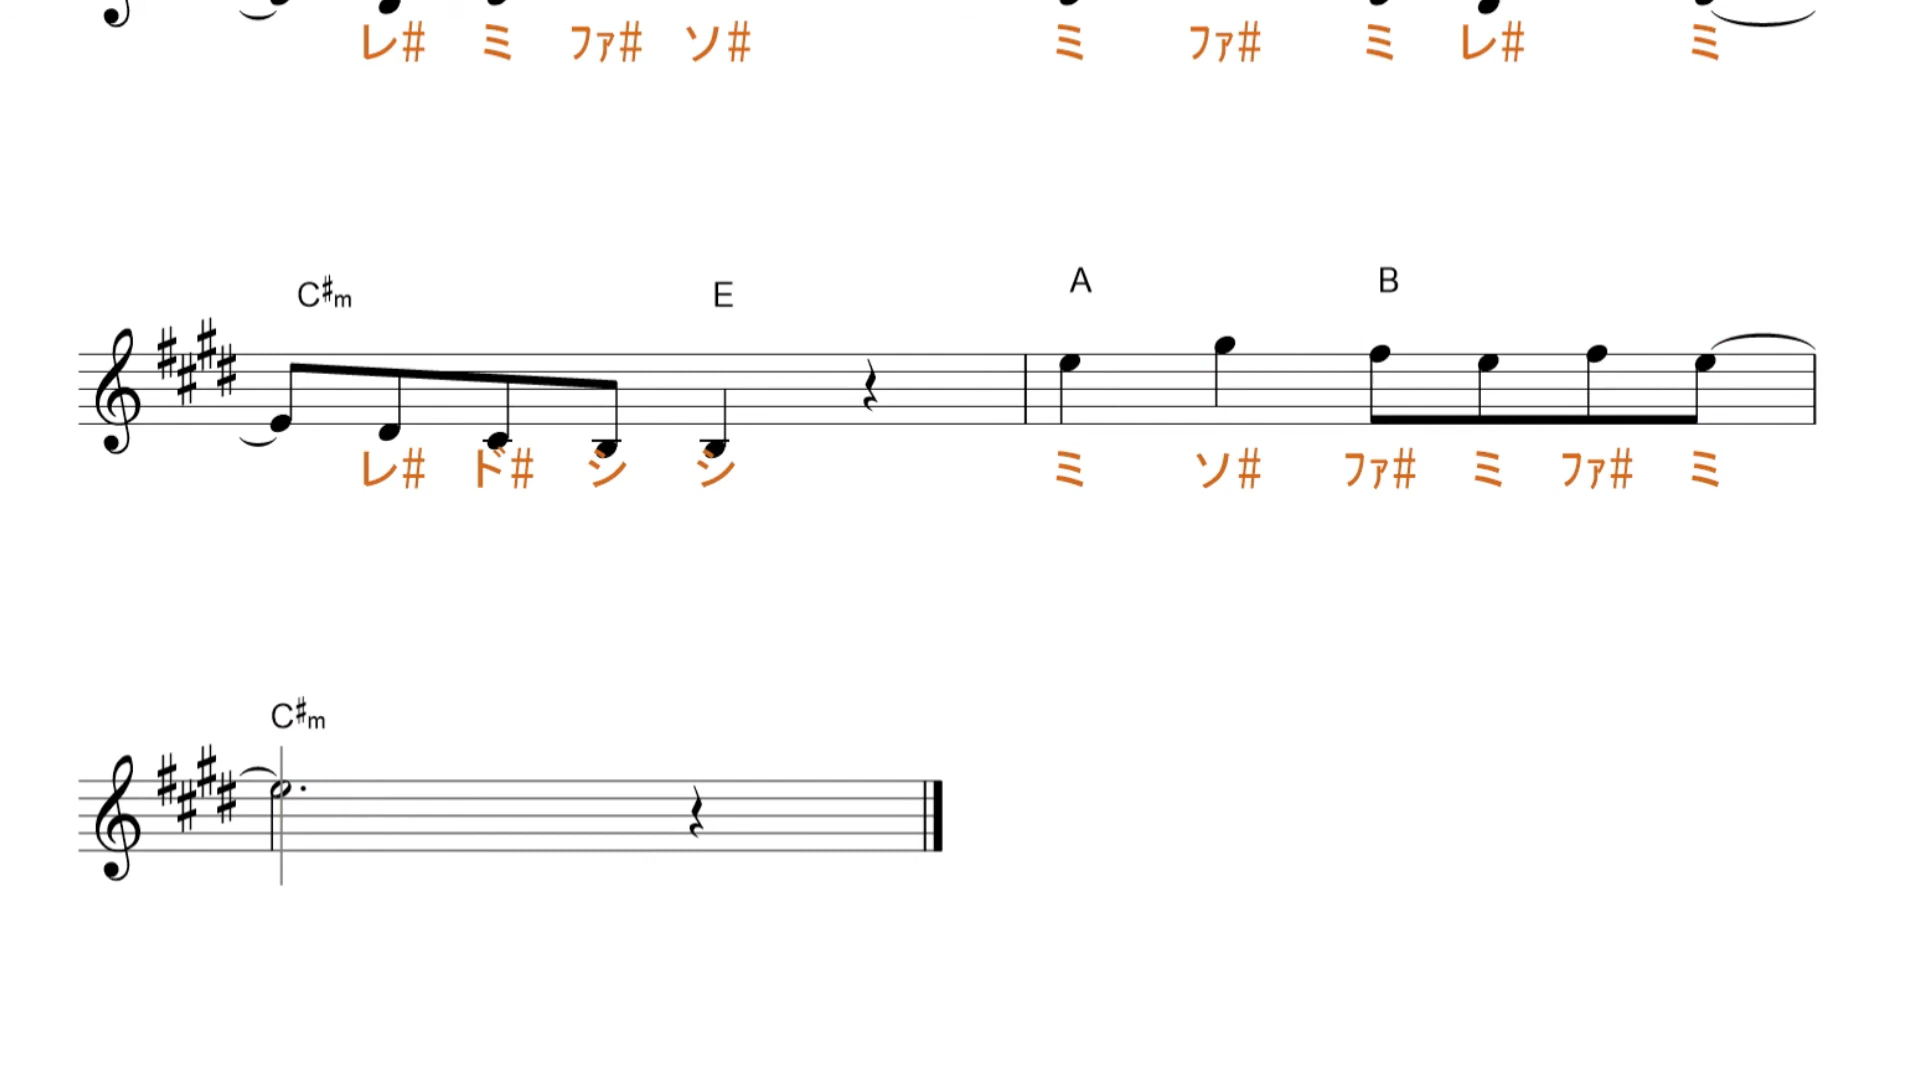 レ# ミ ファ# ソ# ミ ファ# ミ レ# ミ
C♯m E A B
レ# ド# シ シ ミ ソ# ファ# ミ ファ# ミ
C♯m